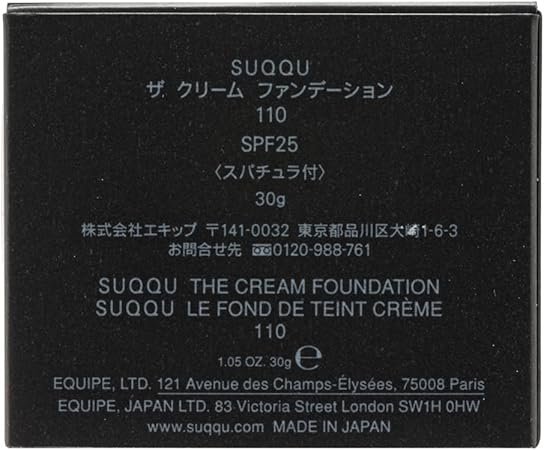 SUQQU
ザ クリーム ファンデーション
110
SPF25
〈スパチュラ付〉
30g
株式会社エキップ 〒141-0032 東京都品川区大崎1-6-3
お問合せ先 0120-988-761
SUQQU THE CREAM FOUNDATION
SUQQU LE FOND DE TEINT CRÈME
110
1.05 OZ. 30g ℮
EQUIPE, LTD. 121 Avenue des Champs-Élysées, 75008 Paris
EQUIPE, JAPAN LTD. 83 Victoria Street London SW1H 0HW
www.suqqu.com MADE IN JAPAN